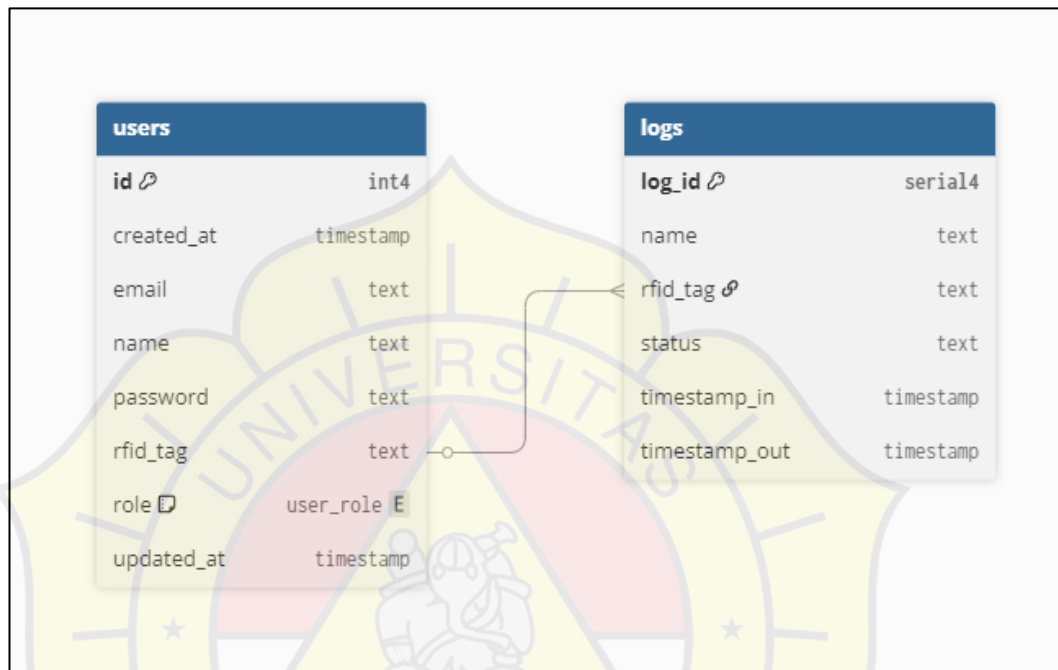 users
id int4
created_at timestamp
email text
name text
password text
rfid_tag text
role user_role E
updated_at timestamp
logs
log_id serial4
name text
rfid_tag text
status text
timestamp_in timestamp
timestamp_out timestamp
UNIVERSITAS